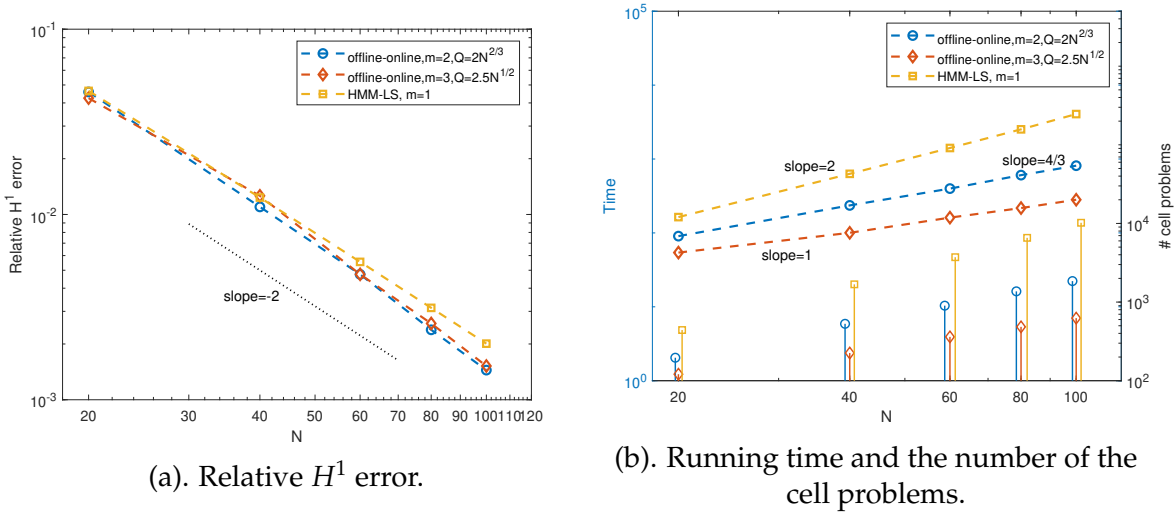 10^-1
10^-2
10^-3
Relative H^1 error
offline-online,m=2,Q=2N^2/3
offline-online,m=3,Q=2.5N^1/2
HMM-LS, m=1
slope=-2
20 30 40 50 60 70 80 90 100 110 120
N
(a). Relative H^1 error.
10^5
10^0
Time
offline-online,m=2,Q=2N^2/3
offline-online,m=3,Q=2.5N^1/2
HMM-LS, m=1
slope=2
slope=4/3
slope=1
10^4
10^3
10^2
# cell problems
20 40 60 80 100
N
(b). Running time and the number of the
cell problems.